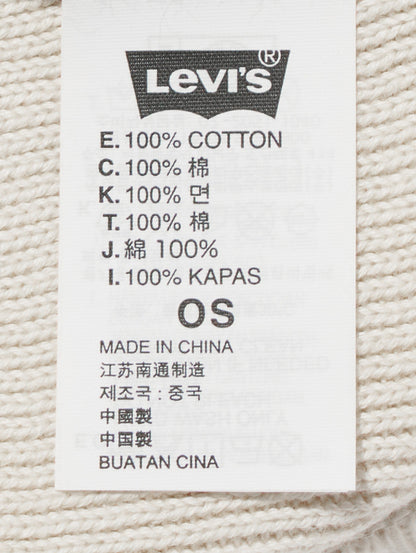 LEVI'S®
E. 100% COTTON
C. 100% 棉
K. 100% 면
T. 100% 棉
J. 綿 100%
I. 100% KAPAS
OS
MADE IN CHINA
江苏南通制造
제조국 : 중국
中國製
中国製
BUATAN CINA